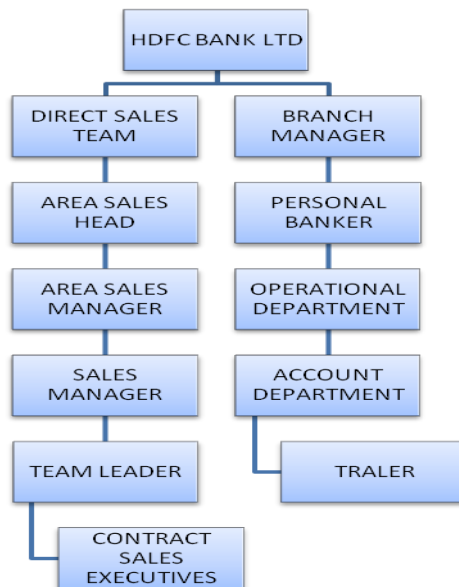 HDFC BANK LTD
DIRECT SALES
TEAM
BRANCH
MANAGER
AREA SALES
HEAD
PERSONAL
BANKER
AREA SALES
MANAGER
OPERATIONAL
DEPARTMENT
SALES
MANAGER
ACCOUNT
DEPARTMENT
TEAM LEADER
TRALER
CONTRACT
SALES
EXECUTIVES